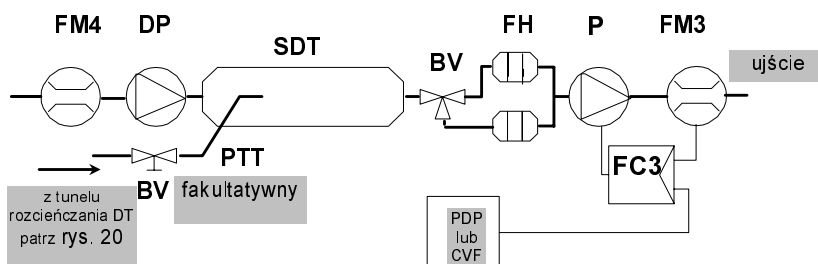 FM4
DP
SDT
BV
FH
P
FM3
ujście
PTT
BV
fakultatywny
FC3
z tunelu
rozcieńczania DT
patrz rys. 20
PDP
lub
CVF